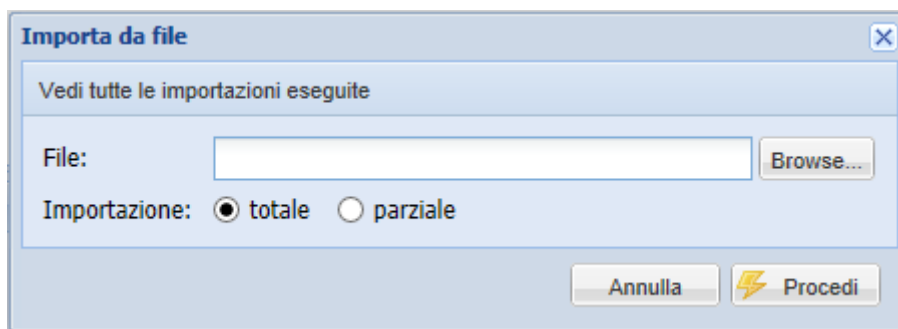 Importa da file
Vedi tutte le importazioni eseguite
File: Browse...
Importazione: totale parziale
Annulla Procedi